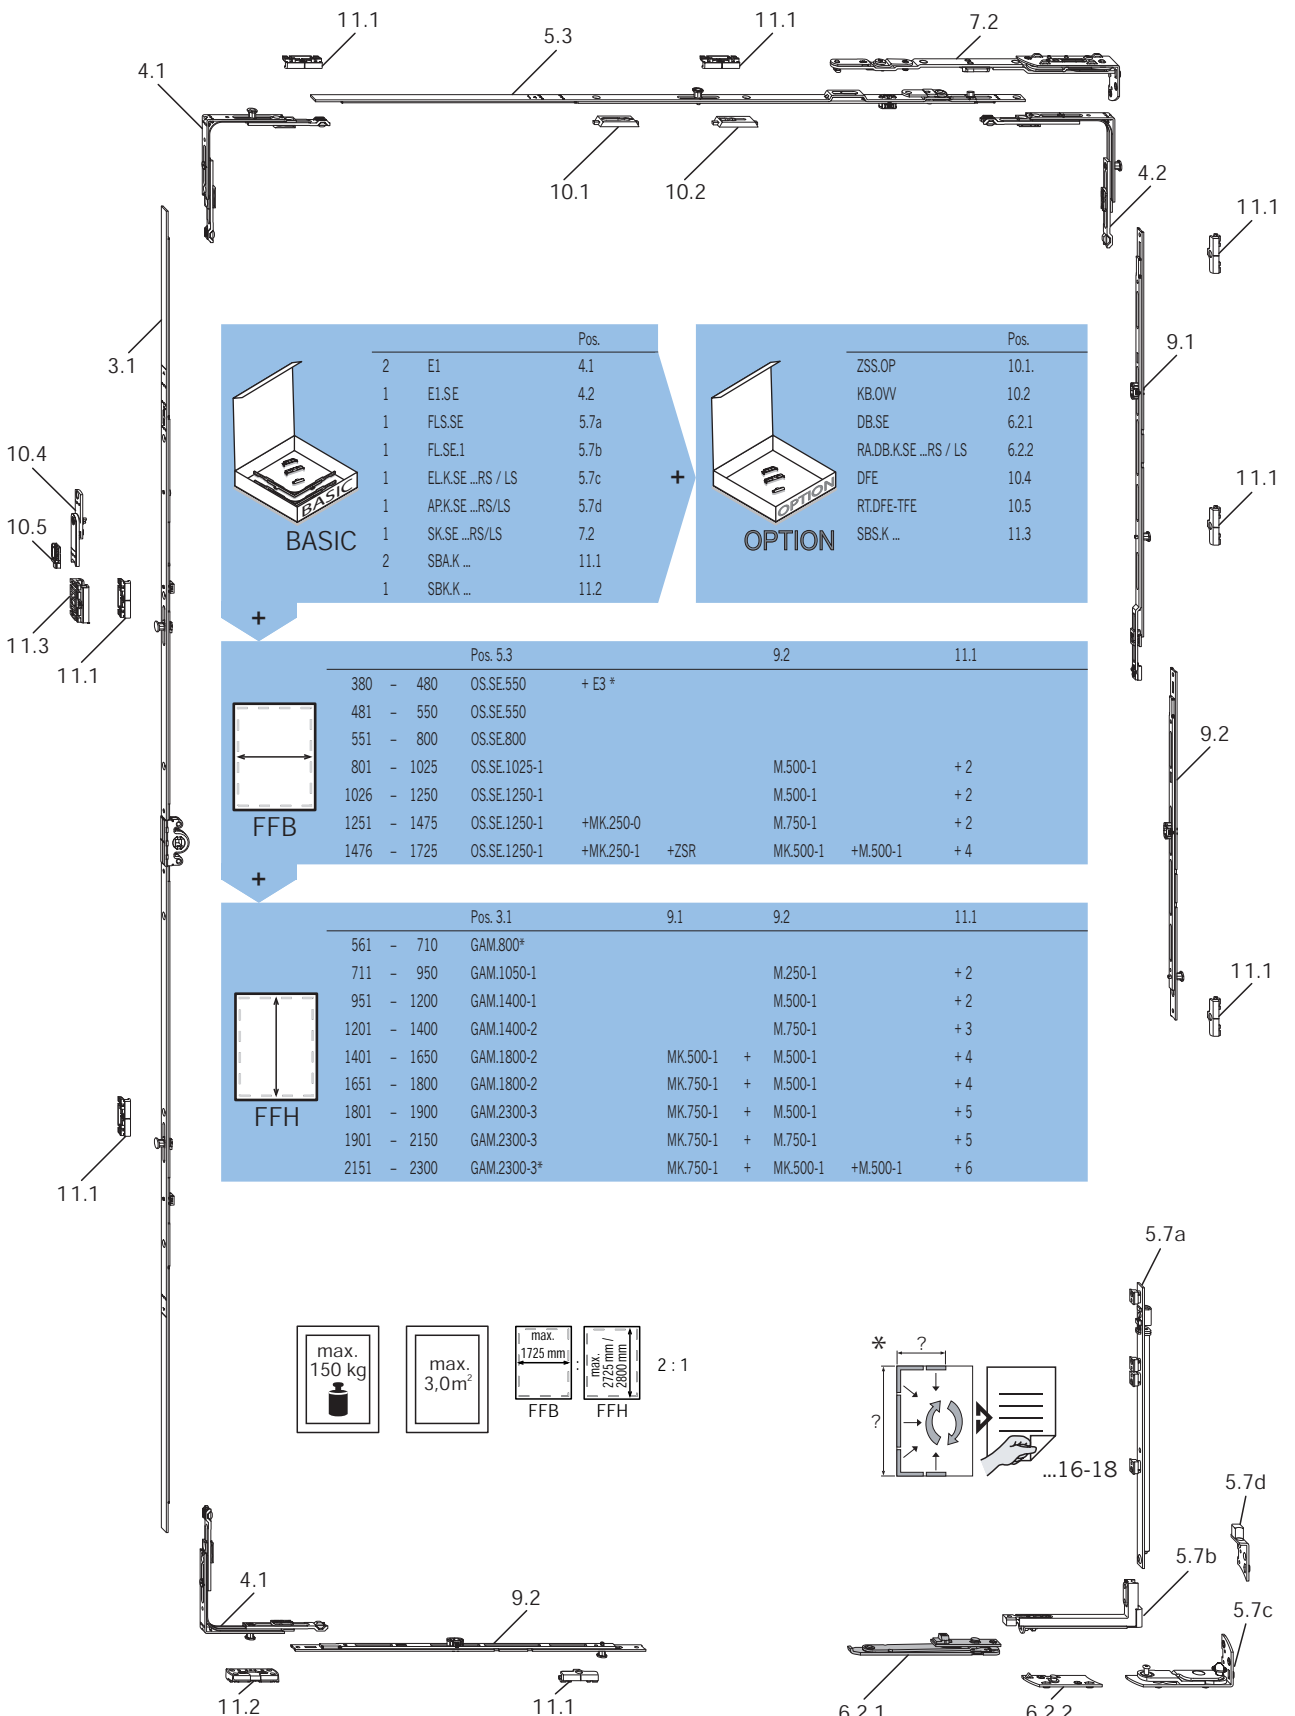 11.1
11.1
7.2
5.3
4.1
10.1
10.2
4.2
11.1
3.1
9.1
Pos.
2 E1 4.1
1 E1.SE 4.2
1 FLS.SE 5.7a
1 FL.SE.1 5.7b
1 EL.K.SE ...RS / LS 5.7c
1 AP.K.SE ...RS/LS 5.7d
1 SK.SE ...RS/LS 7.2
2 SBA.K ... 11.1
1 SBK.K ... 11.2
BASIC
BASIC
+
Pos.
ZSS.OP 10.1.
KB.OVV 10.2
DB.SE 6.2.1
RA.DB.K.SE ...RS / LS 6.2.2
DFE 10.4
RT.DFE-TFE 10.5
SBS.K ... 11.3
OPTION
OPTION
10.4
10.5
11.3
11.1
11.1
+
Pos. 5.3 9.2 11.1
380 – 480 OS.SE.550 + E3 *
481 – 550 OS.SE.550
551 – 800 OS.SE.800
801 – 1025 OS.SE.1025-1 M.500-1 + 2
1026 – 1250 OS.SE.1250-1 M.500-1 + 2
1251 – 1475 OS.SE.1250-1 +MK.250-0 M.750-1 + 2
1476 – 1725 OS.SE.1250-1 +MK.250-1 +ZSR MK.500-1 +M.500-1 + 4
FFB
9.2
+
Pos. 3.1 9.1 9.2 11.1
561 – 710 GAM.800*
711 – 950 GAM.1050-1 M.250-1 + 2
951 – 1200 GAM.1400-1 M.500-1 + 2
1201 – 1400 GAM.1400-2 M.750-1 + 3
1401 – 1650 GAM.1800-2 MK.500-1 + M.500-1 + 4
1651 – 1800 GAM.1800-2 MK.750-1 + M.500-1 + 4
1801 – 1900 GAM.2300-3 MK.750-1 + M.500-1 + 5
1901 – 2150 GAM.2300-3 MK.750-1 + M.750-1 + 5
2151 – 2300 GAM.2300-3* MK.750-1 + MK.500-1 +M.500-1 + 6
FFH
11.1
11.1
5.7a
max.
150 kg
max.
3,0m²
max.
1725 mm
FFB
:
max.
2725 mm /
2800 mm
FFH
2 : 1
*
?
?
...16-18
5.7d
5.7b
5.7c
4.1
9.2
11.2
11.1
6.2.1
6.2.2